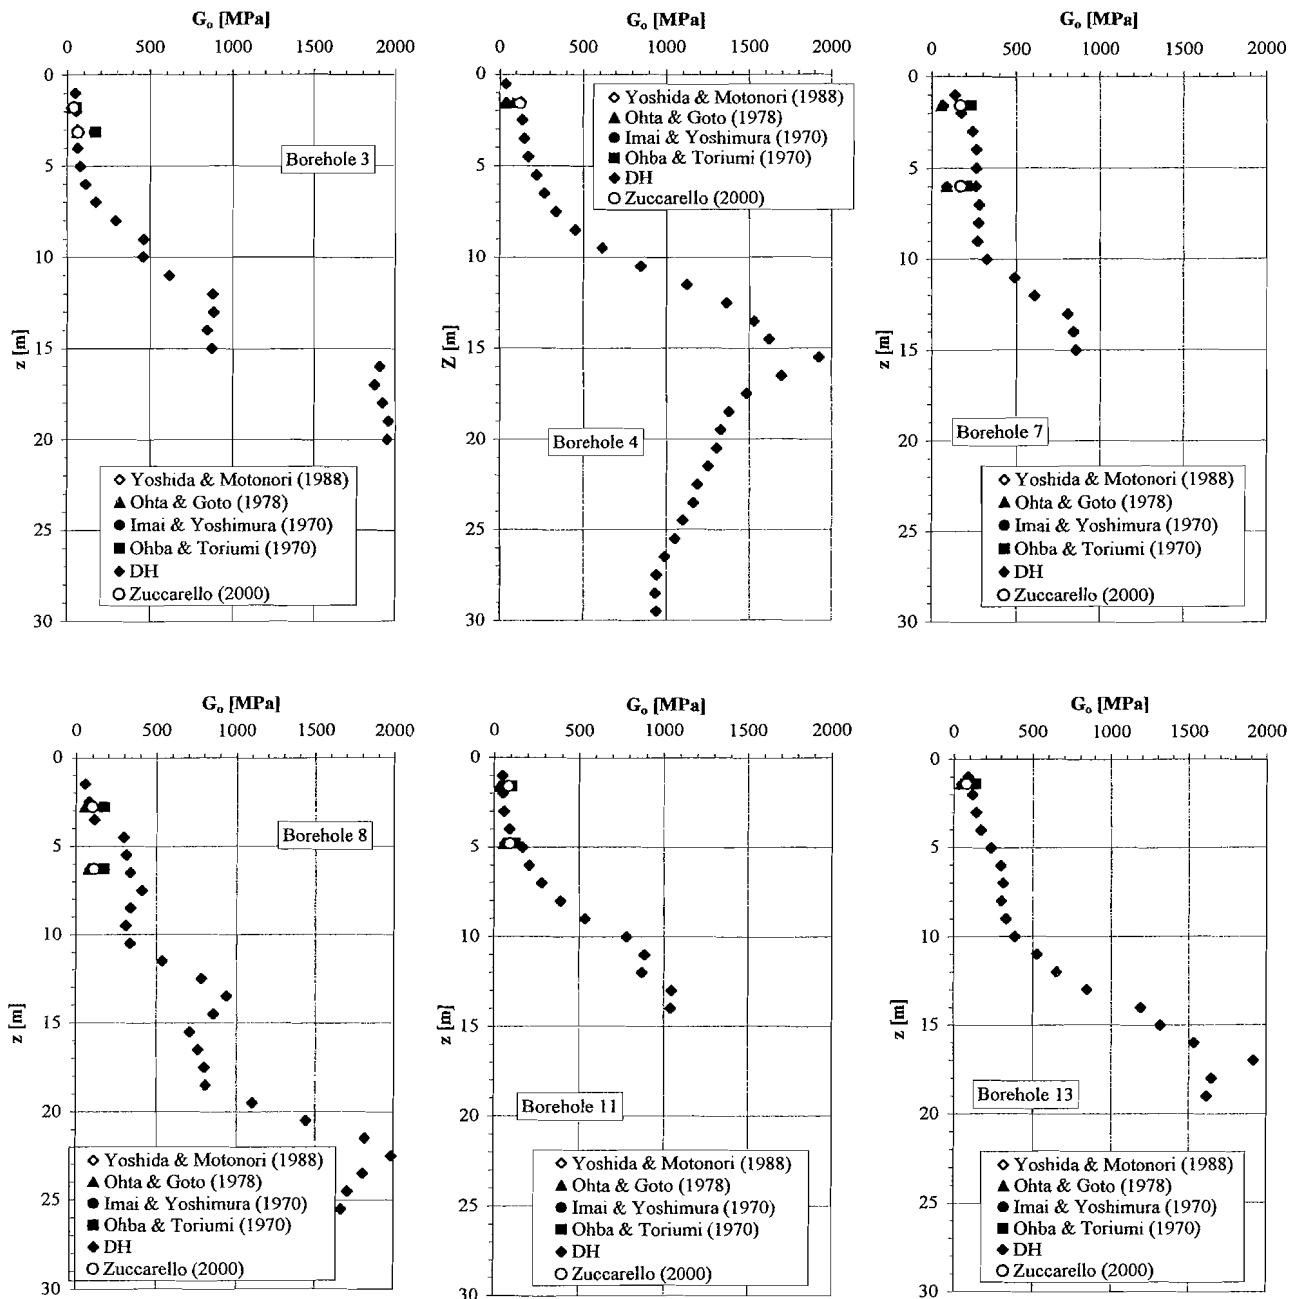 G₀ [MPa]
0 500 1000 1500 2000
0
5
10
15
20
25
30
z [m]
Borehole 3
Yoshida & Motonori (1988)
Ohta & Goto (1978)
Imai & Yoshimura (1970)
Ohba & Toriumi (1970)
DH
Zuccarello (2000)
G₀ [MPa]
0 500 1000 1500 2000
0
5
10
15
20
25
30
Z [m]
Yoshida & Motonori (1988)
Ohta & Goto (1978)
Imai & Yoshimura (1970)
Ohba & Toriumi (1970)
DH
Zuccarello (2000)
Borehole 4
G₀ [MPa]
0 500 1000 1500 2000
0
5
10
15
20
25
30
z [m]
Borehole 7
Yoshida & Motonori (1988)
Ohta & Goto (1978)
Imai & Yoshimura (1970)
Ohba & Toriumi (1970)
DH
Zuccarello (2000)
G₀ [MPa]
0 500 1000 1500 2000
0
5
10
15
20
25
30
z [m]
Borehole 8
Yoshida & Motonori (1988)
Ohta & Goto (1978)
Imai & Yoshimura (1970)
Ohba & Toriumi (1970)
DH
Zuccarello (2000)
G₀ [MPa]
0 500 1000 1500 2000
0
5
10
15
20
25
30
z [m]
Borehole 11
Yoshida & Motonori (1988)
Ohta & Goto (1978)
Imai & Yoshimura (1970)
Ohba & Toriumi (1970)
DH
Zuccarello (2000)
G₀ [MPa]
0 500 1000 1500 2000
0
5
10
15
20
25
30
z [m]
Borehole 13
Yoshida & Motonori (1988)
Ohta & Goto (1978)
Imai & Yoshimura (1970)
Ohba & Toriumi (1970)
DH
Zuccarello (2000)